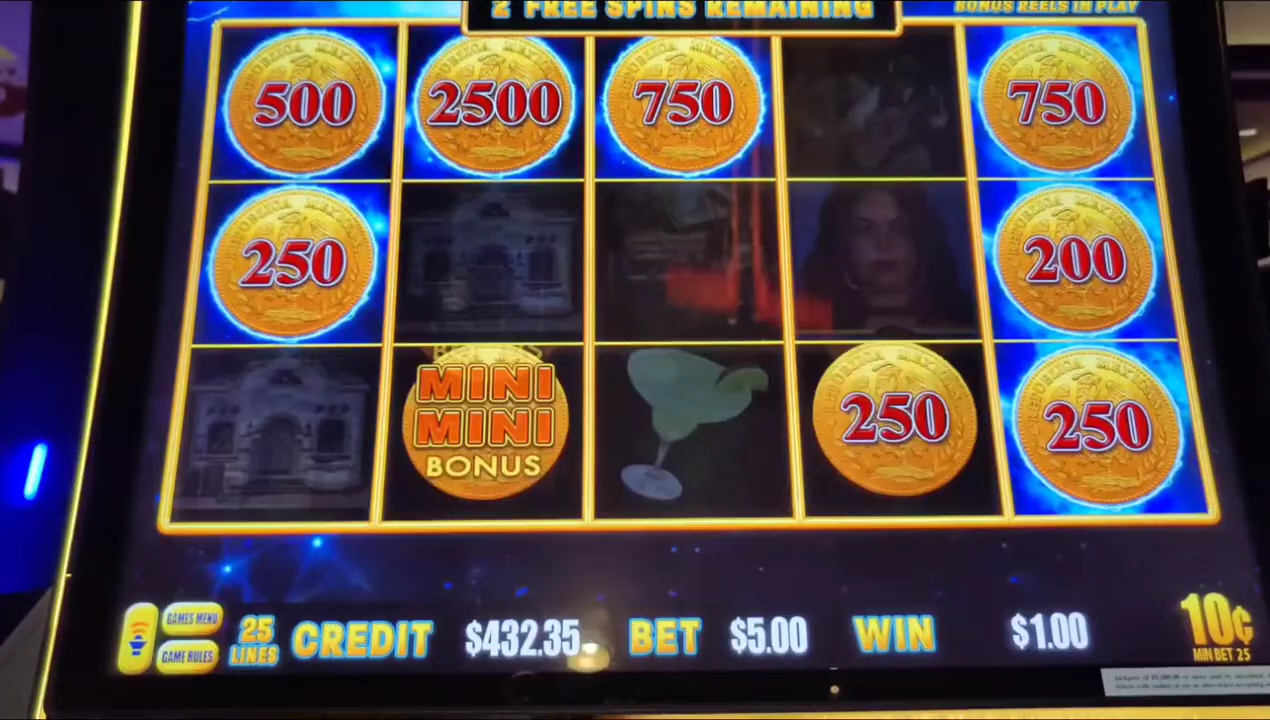 2 FREE SPINS REMAINING
BONUS REELS IN PLAY
500
2500
750
750
250
200
MINI
MINI
BONUS
250
250
GAMES MENU
GAME RULES
25
LINES
CREDIT $432.35
BET $5.00
WIN $1.00
10¢
MIN BET 25